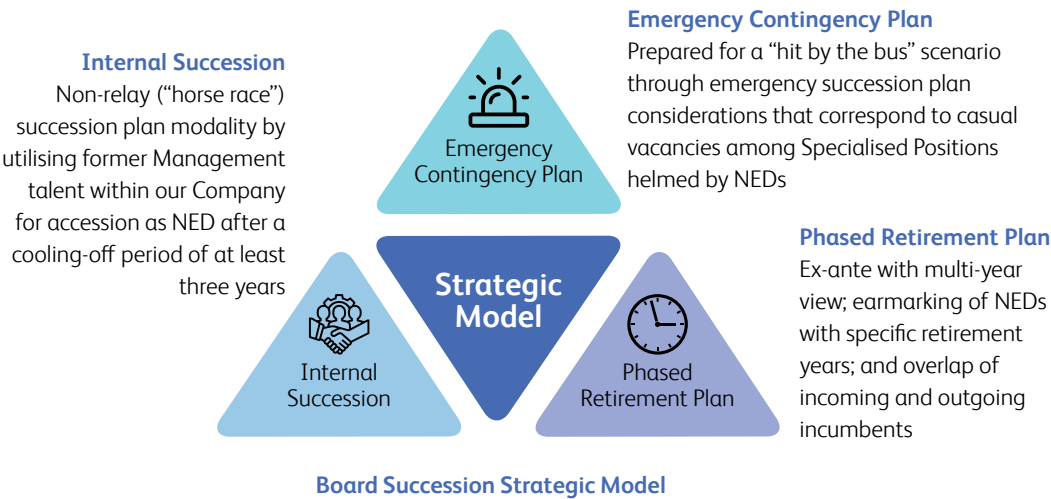 Emergency Contingency Plan
Prepared for a “hit by the bus” scenario
through emergency succession plan
considerations that correspond to casual
vacancies among Specialised Positions
helmed by NEDs
Internal Succession
Non-relay (“horse race”)
succession plan modality by
utilising former Management
talent within our Company
for accession as NED after a
cooling-off period of at least
three years
Emergency
Contingency Plan
Phased Retirement Plan
Ex-ante with multi-year
view; earmarking of NEDs
with specific retirement
years; and overlap of
incoming and outgoing
incumbents
Strategic
Model
Internal
Succession
Phased
Retirement Plan
Board Succession Strategic Model